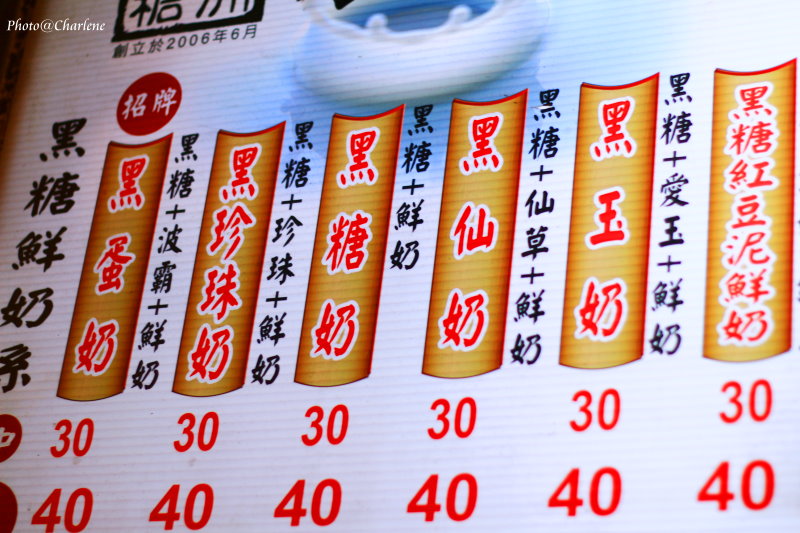 Photo@Charlene
糖
創立於2006年6月
招牌
黑糖鮮奶系
黑蛋奶
黑糖+波霸+鮮奶
黑珍珠奶
黑糖+珍珠+鮮奶
黑糖奶
黑糖+鮮奶
黑仙奶
黑糖+仙草+鮮奶
黑玉奶
黑糖+愛玉+鮮奶
黑糖紅豆泥鮮奶
中 30 30 30 30 30 30
40 40 40 40 40 40